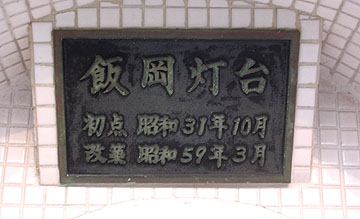 飯岡灯台
初点 昭和31年10月
改築 昭和59年3月